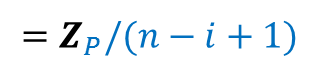 = Z_P/(n − i + 1)